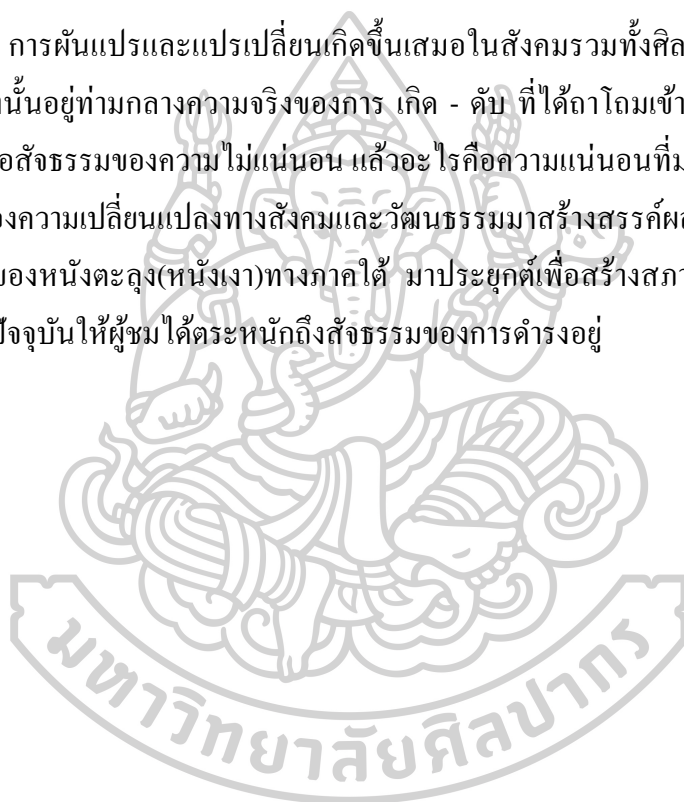 การผันแปรและแปรเปลี่ยนเกิดขึ้นเสมอในสังคมรวมทั้งศิล
นั้นอยู่ท่ามกลางความจริงของการ เกิด - ดับ ที่ได้ถาโถมเข้า
อสัจธรรมของความไม่แน่นอน แล้วอะไรคือความแน่นอนที่ม
องความเปลี่ยนแปลงทางสังคมและวัฒนธรรมมาสร้างสรรค์ผล
ของหนังตะลุง(หนังเงา)ทางภาคใต้ มาประยุกต์เพื่อสร้างสภา
ปัจจุบันให้ผู้ชมได้ตระหนักถึงสัจธรรมของการดำรงอยู่
มหาวิทยาลัยศิลปากร